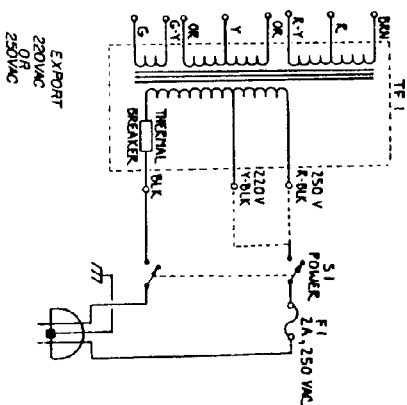 TF 1
BRN
R
R-Y
OR
Y
OR
G-Y
G
THERMAL
BREAKER
BLK
220 V
Y-BLK
250 V
R-BLK
S1
POWER
F1
2A, 250 VAC
EXPORT
220VAC
OR
250VAC